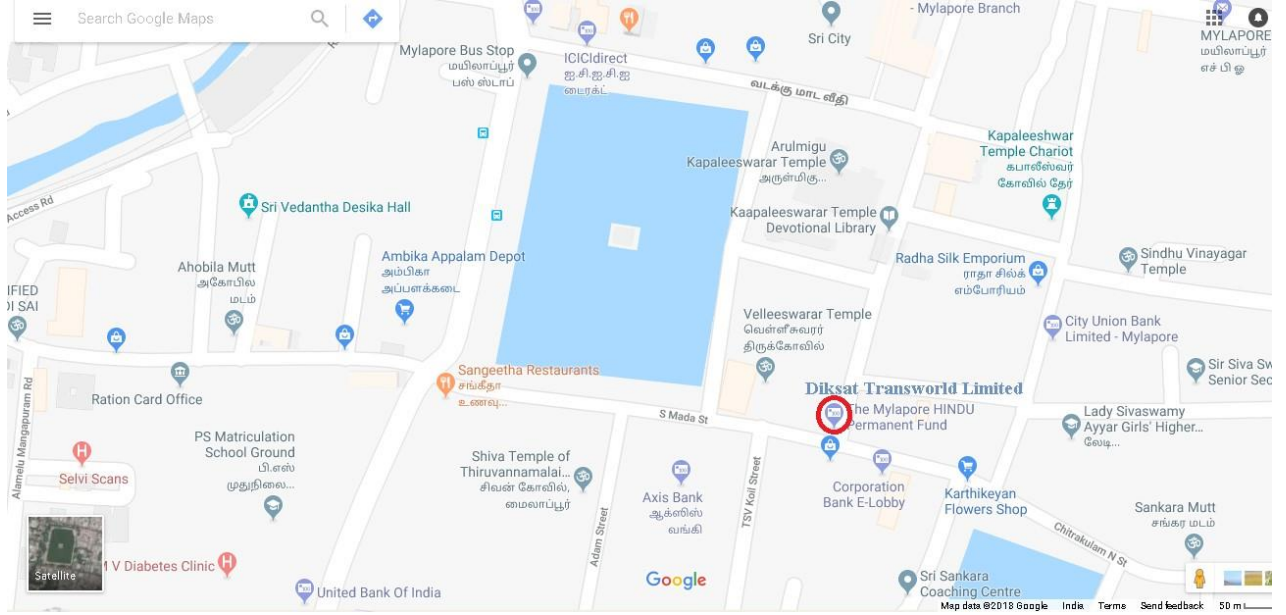 Search Google Maps
- Mylapore Branch
Sri City
MYLAPORE
மயிலாப்பூர்
எச் பி ஓ
Mylapore Bus Stop
மயிலாப்பூர்
பஸ் ஸ்டாப்
ICICIdirect
ஐ.சி.ஐ.சி.ஐ
டைரக்ட்
வடக்கு மாட வீதி
Arulmigu
Kapaleeswarar Temple
அருள்மிகு...
Kapaleeshwar
Temple Chariot
கபாலீஸ்வர்
கோவில் தேர்
Access Rd
Sri Vedantha Desika Hall
Kaapaleeswarar Temple
Devotional Library
Ambika Appalam Depot
அம்பிகா
அப்பளக்கடை
Radha Silk Emporium
ராதா சில்க்
எம்போரியம்
Sindhu Vinayagar
Temple
Ahobila Mutt
அகோபில
மடம்
IFIED
DI SAI
Velleeswarar Temple
வெள்ளீசுவரர்
திருக்கோவில்
City Union Bank
Limited - Mylapore
Sangeetha Restaurants
சங்கீதா
உணவு...
Ration Card Office
Sir Siva Sw
Senior Sec
Diksat Transworld Limited
The Mylapore HINDU
Permanent Fund
S Mada St
Lady Sivaswamy
Ayyar Girls' Higher...
லேடி...
Alamelu Mangapuram Rd
PS Matriculation
School Ground
பி.எஸ்
முதுநிலை...
Selvi Scans
Shiva Temple of
Thiruvannamalai...
சிவன் கோவில்,
மைலாப்பூர்
Axis Bank
ஆக்ஸிஸ்
வங்கி
TSV Koil Street
Corporation
Bank E-Lobby
Karthikeyan
Flowers Shop
Sankara Mutt
சங்கர மடம்
Adam Street
Chitrakulam N St
Satellite
M V Diabetes Clinic
United Bank Of India
Google
Sri Sankara
Coaching Centre
Map data ©2018 Google India Terms Send feedback 50 m